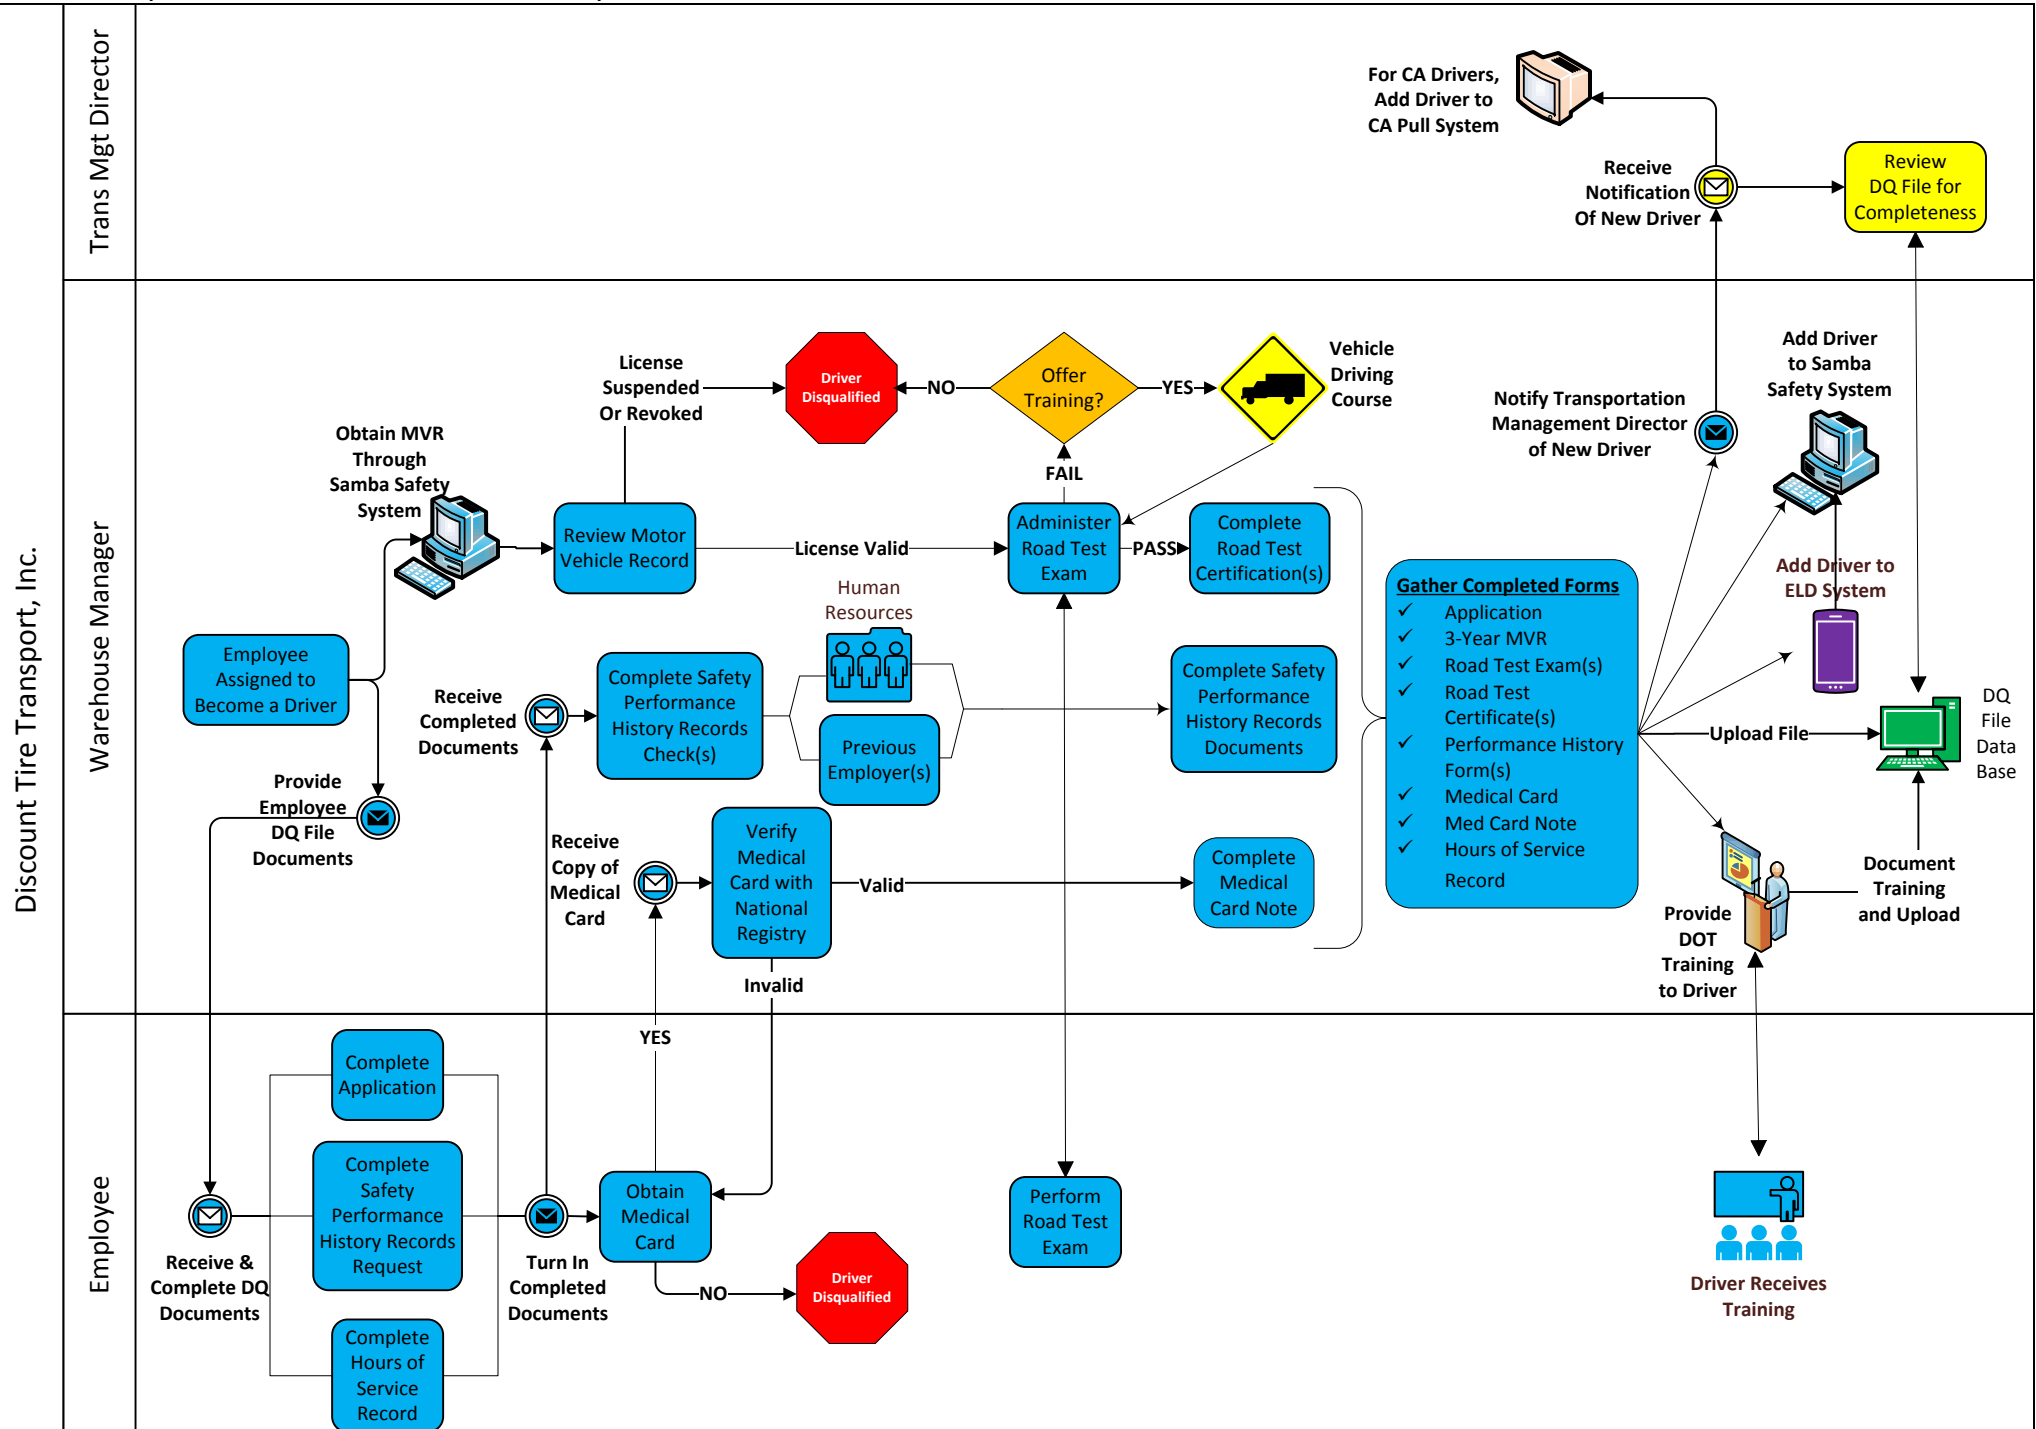 Discount Tire Transport, Inc.
Trans Mgt Director
For CA Drivers,
Add Driver to
CA Pull System
Receive
Notification
Of New Driver
Review
DQ File for
Completeness
Warehouse Manager
Employee
Assigned to
Become a Driver
Obtain MVR
Through
Samba Safety
System
Review Motor
Vehicle Record
License
Suspended
Or Revoked
Driver
Disqualified
NO
Offer
Training?
YES
Vehicle
Driving
Course
FAIL
License Valid
Administer
Road Test
Exam
PASS
Complete
Road Test
Certification(s)
Provide
Employee
DQ File
Documents
Receive
Completed
Documents
Complete Safety
Performance
History Records
Check(s)
Human
Resources
Previous
Employer(s)
Complete Safety
Performance
History Records
Documents
Receive
Copy of
Medical
Card
Verify
Medical
Card with
National
Registry
Valid
Complete
Medical
Card Note
Invalid
Gather Completed Forms
✓ Application
✓ 3-Year MVR
✓ Road Test Exam(s)
✓ Road Test
Certificate(s)
✓ Performance History
Form(s)
✓ Medical Card
✓ Med Card Note
✓ Hours of Service
Record
Notify Transportation
Management Director
of New Driver
Add Driver
to Samba
Safety System
Add Driver to
ELD System
Upload File
DQ
File
Data
Base
Provide
DOT
Training
to Driver
Document
Training
and Upload
Employee
Receive &
Complete DQ
Documents
Complete
Application
Complete
Safety
Performance
History Records
Request
Complete
Hours of
Service
Record
Turn In
Completed
Documents
YES
Obtain
Medical
Card
NO
Driver
Disqualified
Perform
Road Test
Exam
Driver Receives
Training